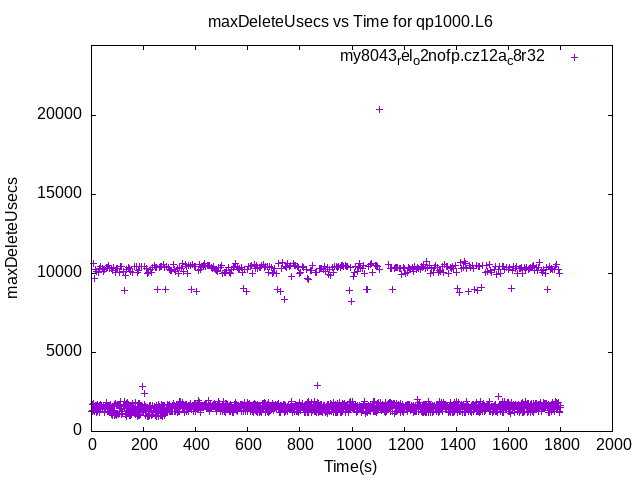 maxDeleteUsecs vs Time for qp1000.L6
my8043relo2nofp.cz12ac8r32
20000
15000
10000
5000
0
maxDeleteUsecs
0 200 400 600 800 1000 1200 1400 1600 1800 2000
Time(s)